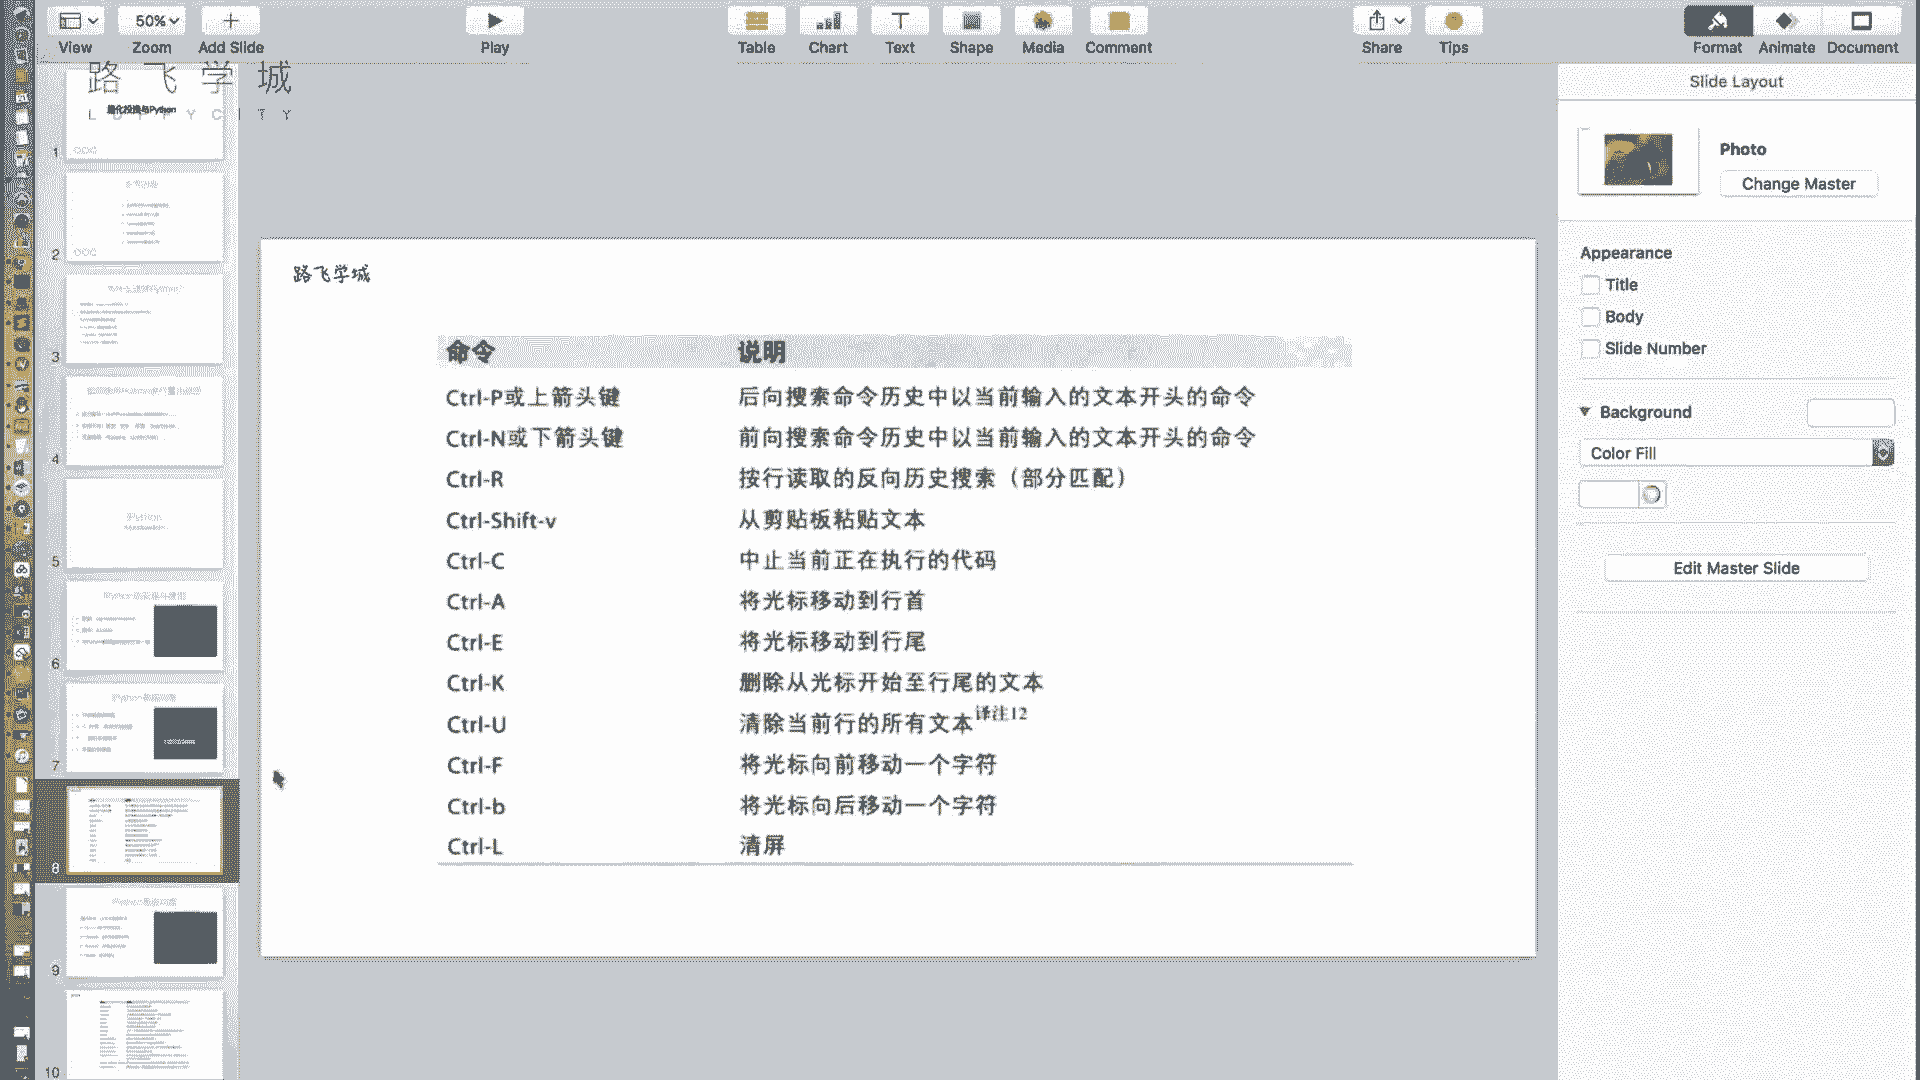 View
50%
Zoom
Add Slide
Play
Table
Chart
Text
Shape
Media
Comment
Share
Tips
Format
Animate
Document
路飞学城
Slide Layout
Photo
Change Master
Appearance
Title
Body
Slide Number
Background
Color Fill
Edit Master Slide
1
2
3
4
5
6
7
8
9
10
路飞学城
命令 说明
Ctrl-P或上箭头键 后向搜索命令历史中以当前输入的文本开头的命令
Ctrl-N或下箭头键 前向搜索命令历史中以当前输入的文本开头的命令
Ctrl-R 按行读取的反向历史搜索（部分匹配）
Ctrl-Shift-v 从剪贴板粘贴文本
Ctrl-C 中止当前正在执行的代码
Ctrl-A 将光标移动到行首
Ctrl-E 将光标移动到行尾
Ctrl-K 删除从光标开始至行尾的文本
Ctrl-U 清除当前行的所有文本译注12
Ctrl-F 将光标向前移动一个字符
Ctrl-b 将光标向后移动一个字符
Ctrl-L 清屏